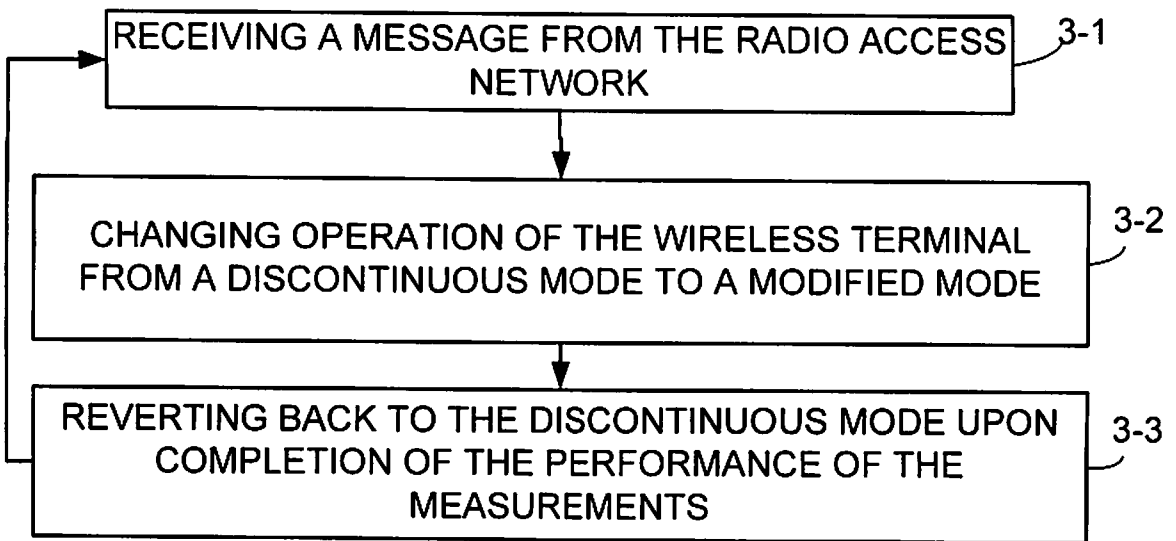 RECEIVING A MESSAGE FROM THE RADIO ACCESS
NETWORK
3-1
CHANGING OPERATION OF THE WIRELESS TERMINAL
FROM A DISCONTINUOUS MODE TO A MODIFIED MODE
3-2
REVERTING BACK TO THE DISCONTINUOUS MODE UPON
COMPLETION OF THE PERFORMANCE OF THE
MEASUREMENTS
3-3